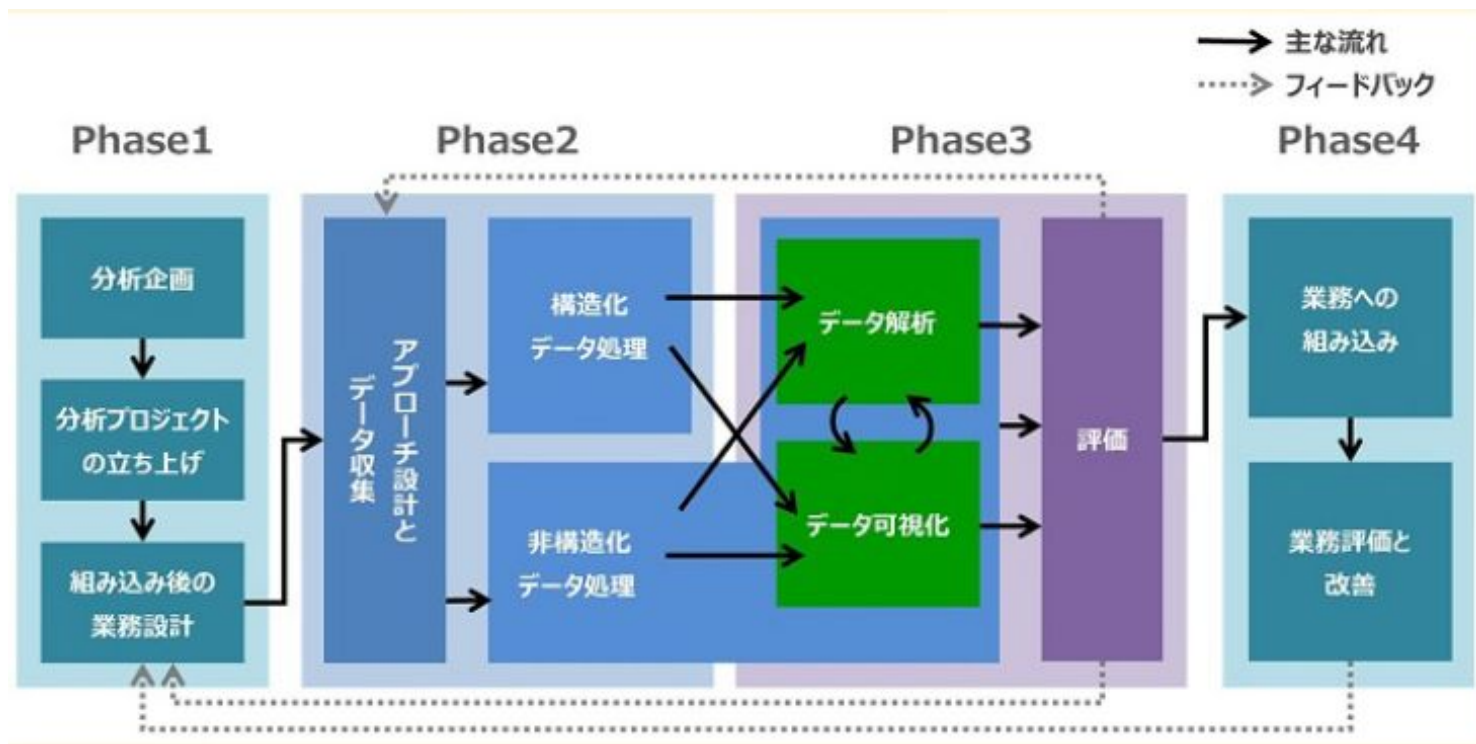 主な流れ
フィードバック
Phase1
Phase2
Phase3
Phase4
分析企画
分析プロジェクト
の立ち上げ
組み込み後の
業務設計
アプローチ設計と
データ収集
構造化
データ処理
非構造化
データ処理
データ解析
データ可視化
評価
業務への
組み込み
業務評価と
改善